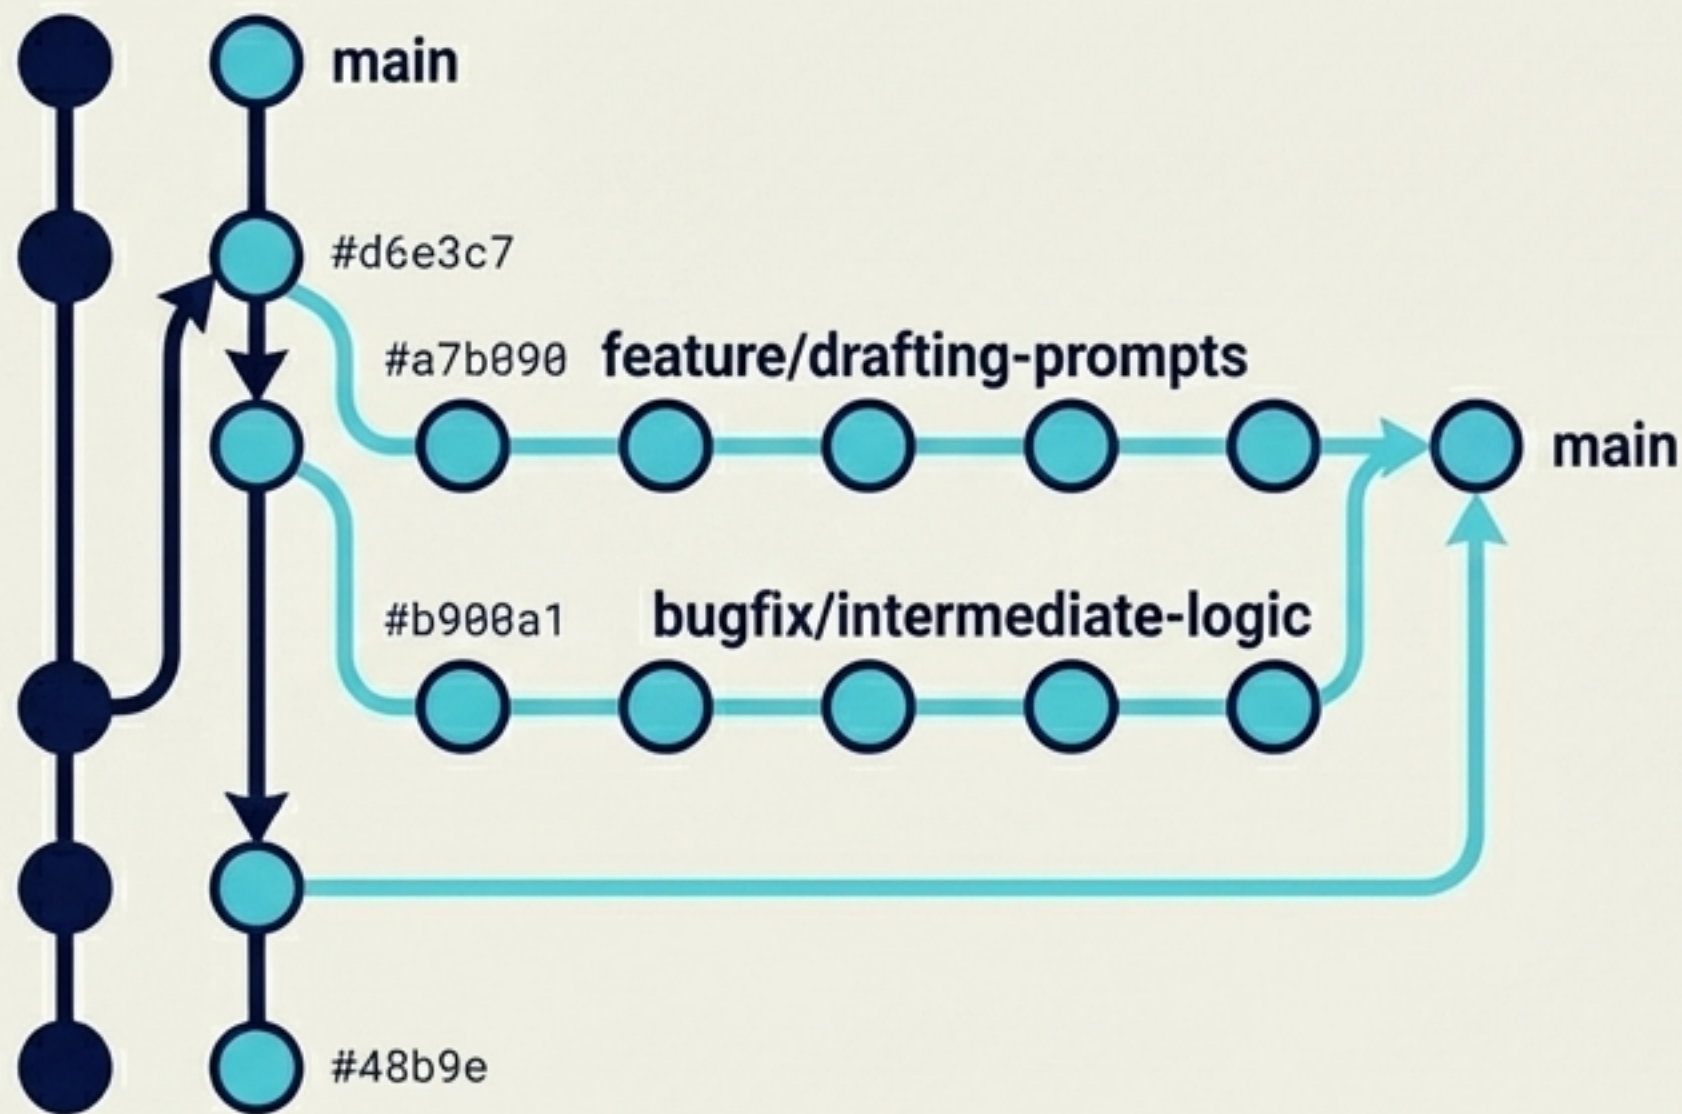 main
#d6e3c7
#a7b090 feature/drafting-prompts
main
#b900a1 bugfix/intermediate-logic
#48b9e